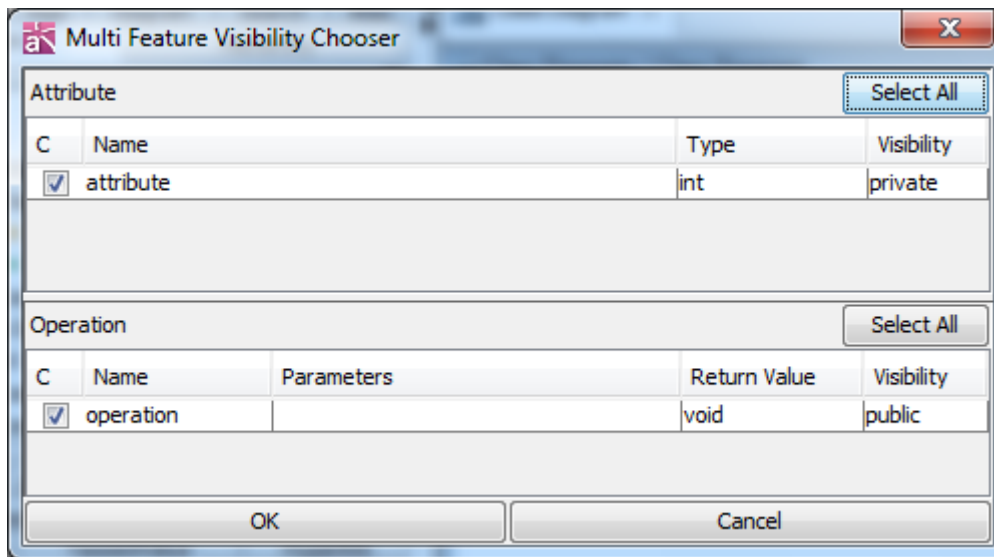 Multi Feature Visibility Chooser
Attribute Select All
C Name Type Visibility
attribute int private
Operation Select All
C Name Parameters Return Value Visibility
operation void public
OK Cancel